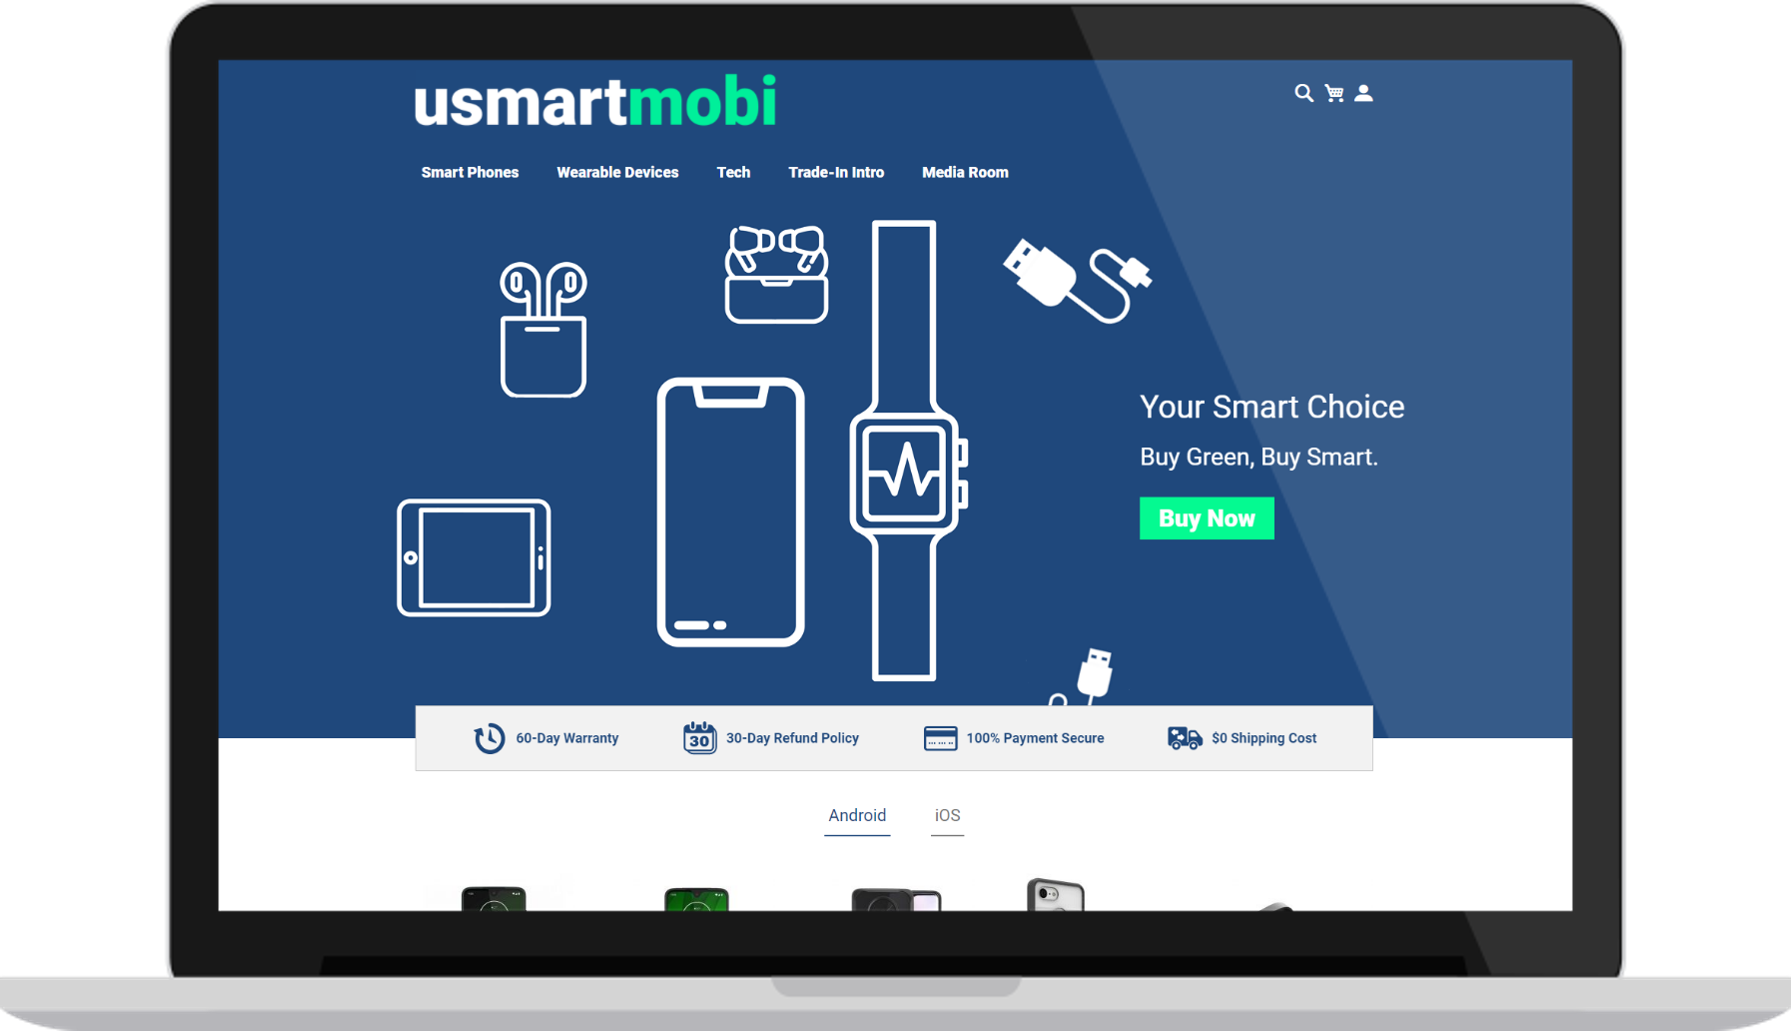 usmartmobi
Smart Phones Wearable Devices Tech Trade-In Intro Media Room
Your Smart Choice
Buy Green, Buy Smart.
Buy Now
60-Day Warranty 30 30-Day Refund Policy 100% Payment Secure $0 Shipping Cost
Android iOS